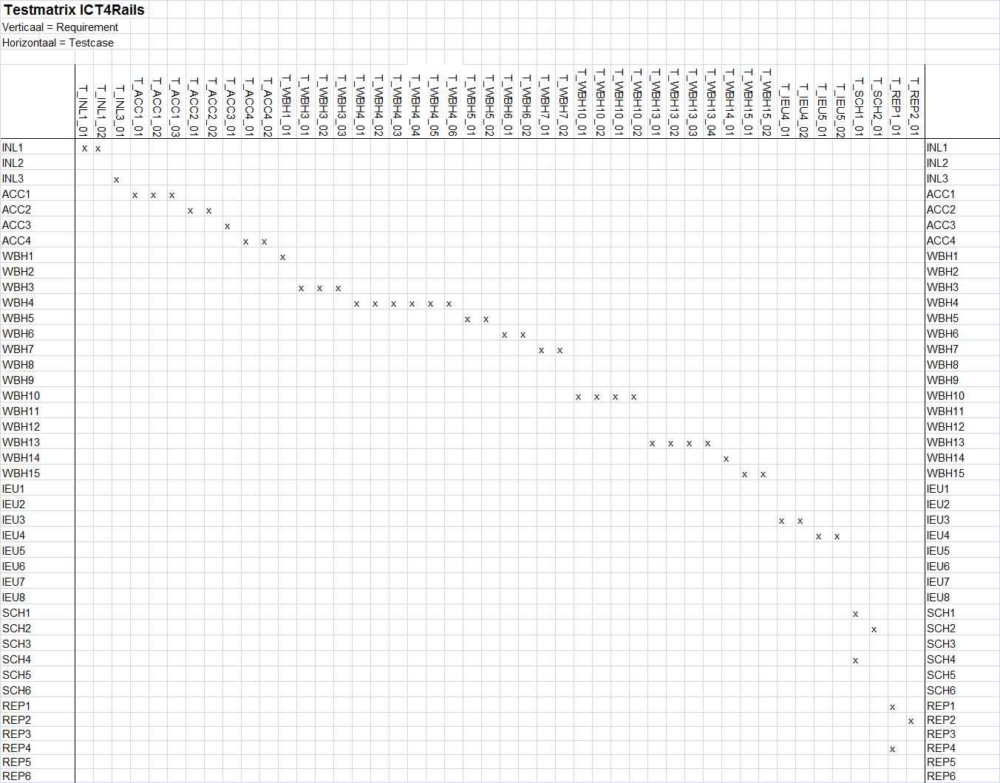 Testmatrix ICT4Rails
Verticaal = Requirement
Horizontaal = Testcase
T_INL1_01
T_INL1_02
T_INL3_01
T_ACC1_01
T_ACC1_02
T_ACC1_03
T_ACC2_01
T_ACC2_02
T_ACC3_01
T_ACC4_01
T_ACC4_02
T_WBH1_01
T_WBH3_01
T_WBH3_02
T_WBH3_03
T_WBH4_01
T_WBH4_02
T_WBH4_03
T_WBH4_04
T_WBH4_05
T_WBH4_06
T_WBH5_01
T_WBH5_02
T_WBH6_01
T_WBH6_02
T_WBH7_01
T_WBH7_02
T_WBH10_01
T_WBH10_02
T_WBH10_01
T_WBH10_02
T_WBH13_01
T_WBH13_02
T_WBH13_03
T_WBH13_04
T_WBH14_01
T_WBH15_01
T_WBH15_02
T_IEU4_01
T_IEU4_02
T_IEU5_01
T_IEU5_02
T_SCH1_01
T_SCH2_01
T_REP1_01
T_REP2_01
INL1 x x INL1
INL2 INL2
INL3 x INL3
ACC1 x x x ACC1
ACC2 x x ACC2
ACC3 x ACC3
ACC4 x x ACC4
WBH1 x WBH1
WBH2 WBH2
WBH3 x x x WBH3
WBH4 x x x x x x WBH4
WBH5 x x WBH5
WBH6 x x WBH6
WBH7 x x WBH7
WBH8 WBH8
WBH9 WBH9
WBH10 x x x x WBH10
WBH11 WBH11
WBH12 WBH12
WBH13 x x x x WBH13
WBH14 x WBH14
WBH15 x x WBH15
IEU1 IEU1
IEU2 IEU2
IEU3 x x IEU3
IEU4 x x IEU4
IEU5 IEU5
IEU6 IEU6
IEU7 IEU7
IEU8 IEU8
SCH1 x SCH1
SCH2 x SCH2
SCH3 SCH3
SCH4 x SCH4
SCH5 SCH5
SCH6 SCH6
REP1 x REP1
REP2 x REP2
REP3 REP3
REP4 x REP4
REP5 REP5
REP6 REP6